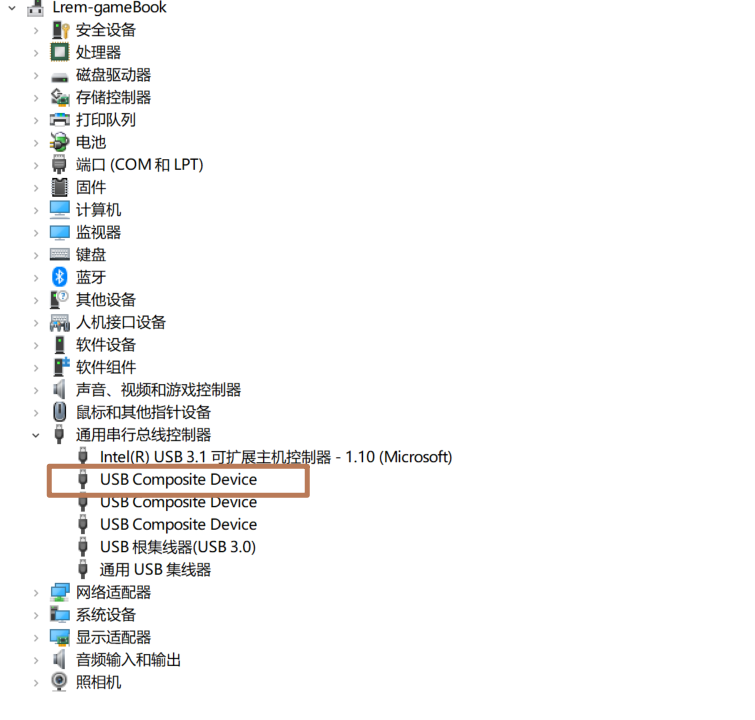 Lrem-gameBook
安全设备
处理器
磁盘驱动器
存储控制器
打印队列
电池
端口 (COM 和 LPT)
固件
计算机
监视器
键盘
蓝牙
其他设备
人机接口设备
软件设备
软件组件
声音、视频和游戏控制器
鼠标和其他指针设备
通用串行总线控制器
Intel(R) USB 3.1 可扩展主机控制器 - 1.10 (Microsoft)
USB Composite Device
USB Composite Device
USB Composite Device
USB 根集线器(USB 3.0)
通用 USB 集线器
网络适配器
系统设备
显示适配器
音频输入和输出
照相机